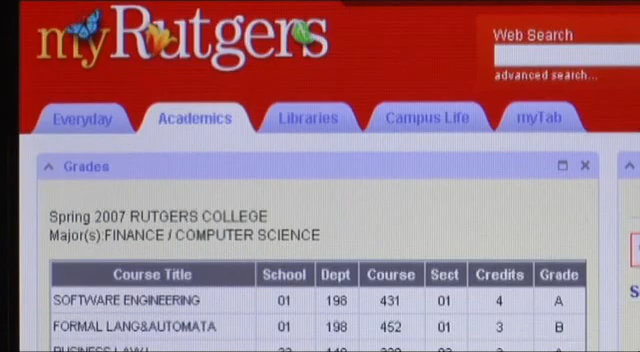 myRutgers
Web Search
advanced search...
Everyday Academics Libraries Campus Life myTab
Grades
Spring 2007 RUTGERS COLLEGE
Major(s):FINANCE / COMPUTER SCIENCE
Course Title School Dept Course Sect Credits Grade
SOFTWARE ENGINEERING 01 198 431 01 4 A
FORMAL LANG&AUTOMATA 01 198 452 01 3 B
BUSINESS LAW I